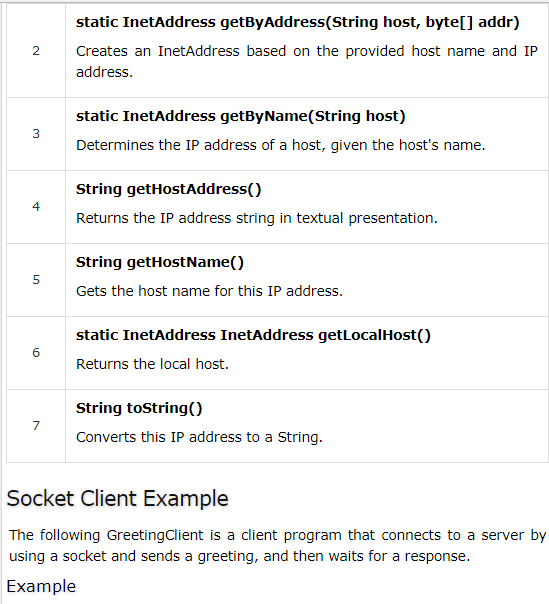 static InetAddress getByAddress(String host, byte[] addr)
2
Creates an InetAddress based on the provided host name and IP
address.
static InetAddress getByName(String host)
3
Determines the IP address of a host, given the host's name.
String getHostAddress()
4
Returns the IP address string in textual presentation.
String getHostName()
5
Gets the host name for this IP address.
static InetAddress InetAddress getLocalHost()
6
Returns the local host.
String toString()
7
Converts this IP address to a String.
Socket Client Example
The following GreetingClient is a client program that connects to a server by
using a socket and sends a greeting, and then waits for a response.
Example